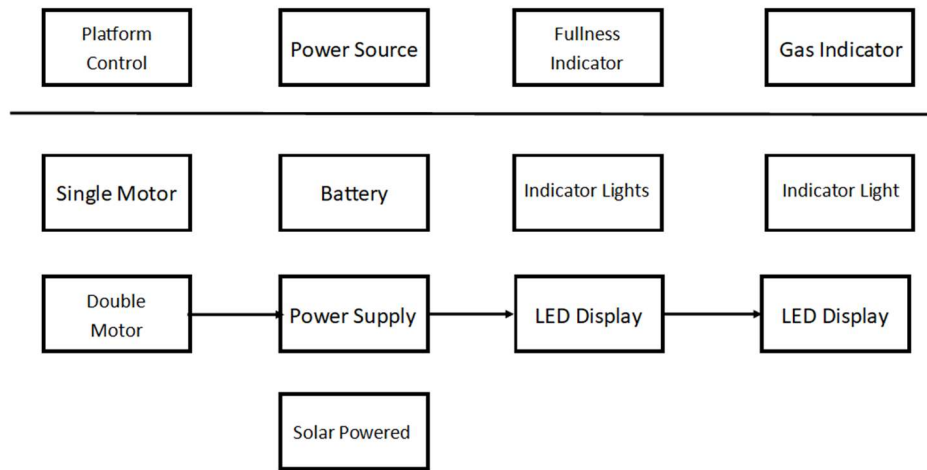 Platform
Control
Power Source
Fullness
Indicator
Gas Indicator
Single Motor
Battery
Indicator Lights
Indicator Light
Double
Motor
Power Supply
LED Display
LED Display
Solar Powered